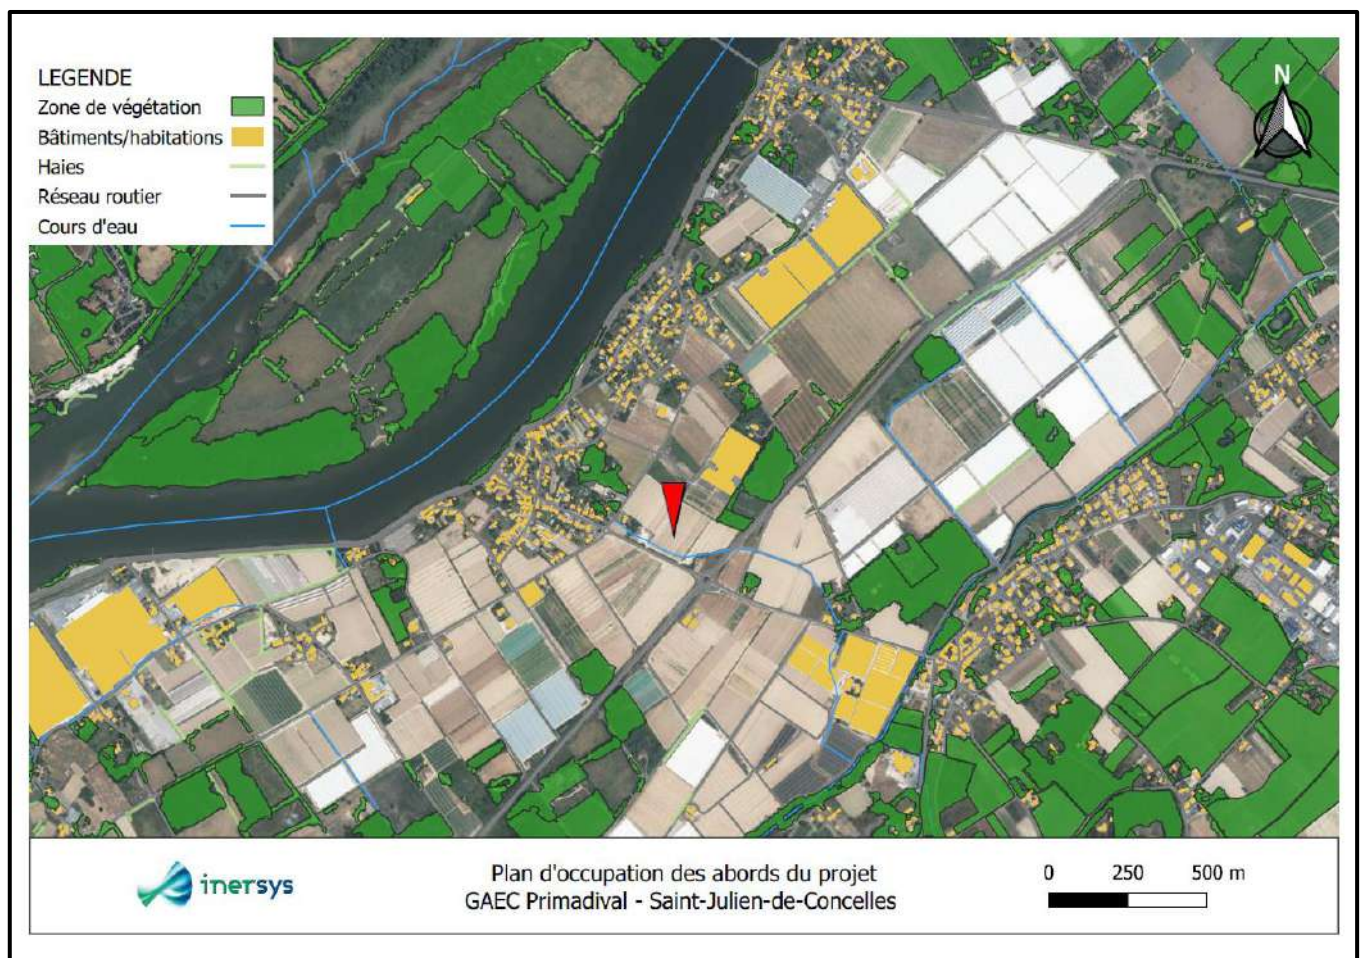 LEGENDE
Zone de végétation
Bâtiments/habitations
Haies
Réseau routier
Cours d'eau
N
inersys
Plan d'occupation des abords du projet
GAEC Primadival - Saint-Julien-de-Concelles
0 250 500 m